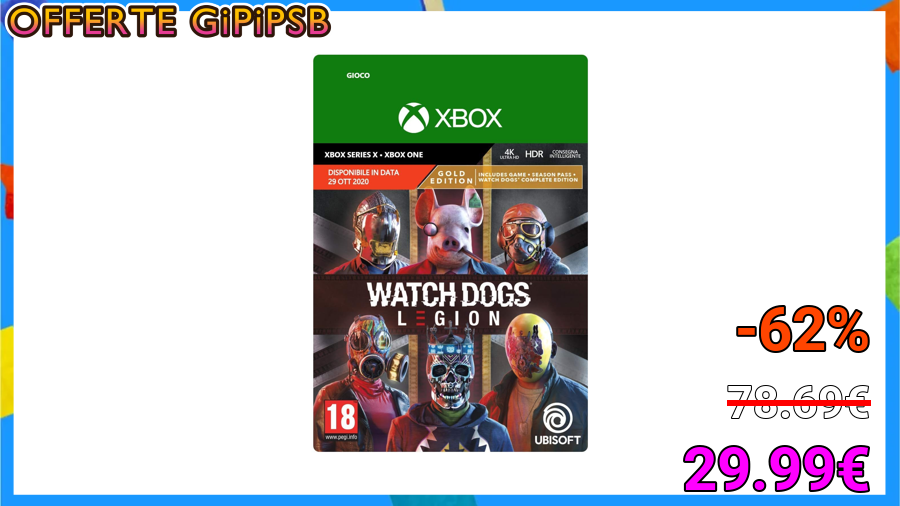 OFFERTE GiPiPSB
GIOCO
XBOX
XBOX SERIES X • XBOX ONE
4K
ULTRA HD
HDR
CONSEGNA
INTELLIGENTE
DISPONIBILE IN DATA
29 OTT 2020
GOLD
EDITION
INCLUDES GAME • SEASON PASS •
WATCH DOGS® COMPLETE EDITION
WATCH DOGS
LEGION
18
www.pegi.info
UBISOFT
-62%
78.69€
29.99€